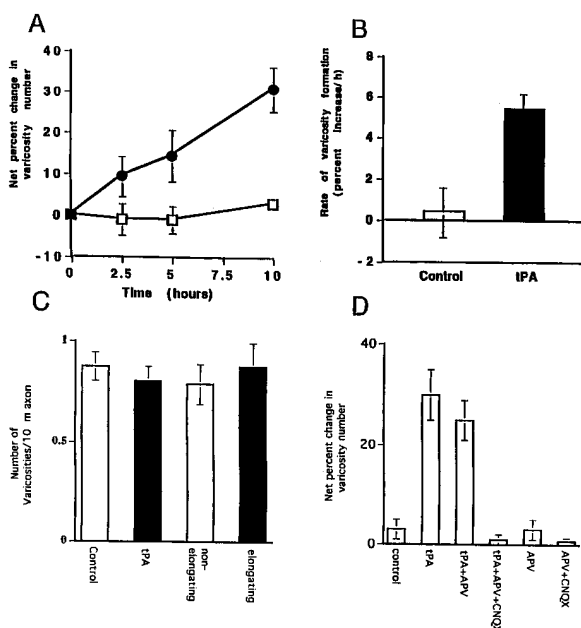 A
Net percent change in
varicosity number
40
30
20
10
0
-10
0
2.5
5
7.5
10
Time (hours)
B
Rate of varicosity formation
(percent increase/h)
8
6
4
2
0
-2
Control
tPA
C
Number of
Varicosities/10 m axon
1
0.5
0
Control
tPA
non-
elongating
elongating
D
Net percent change in
varicosity number
40
20
0
control
tPA
tPA+APV
tPA+APV+CNQX
APV
APV+CNQX